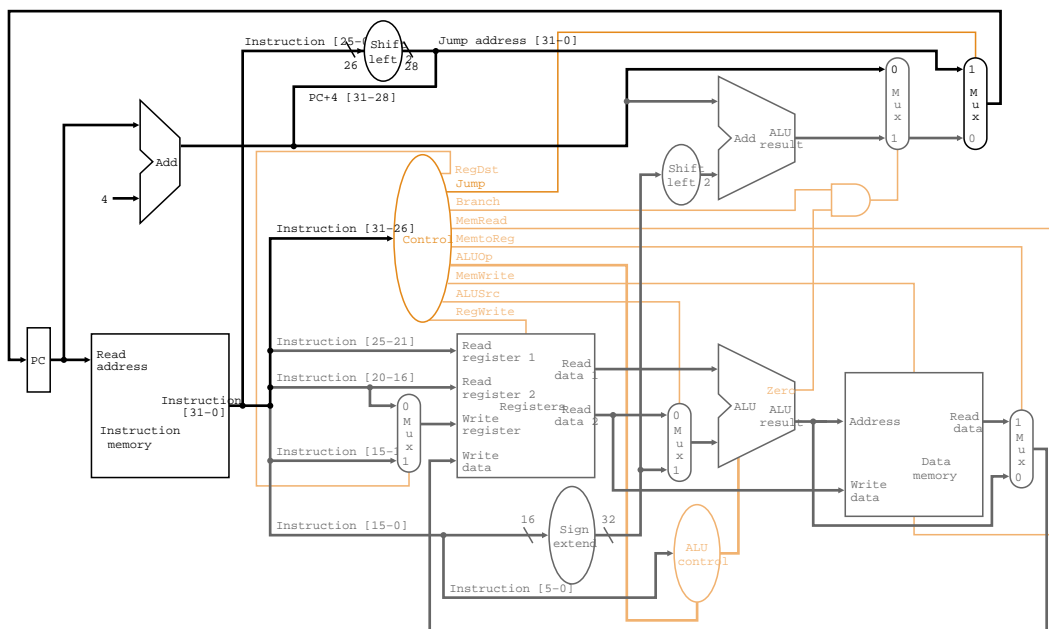 Instruction [25-0]
Shift
left 2
26
28
Jump address [31-0]
PC+4 [31-28]
Add
4
0
Mux
1
1
Mux
0
Add
ALU
result
Shift
left 2
RegDst
Jump
Branch
MemRead
MemtoReg
ALUOp
MemWrite
ALUSrc
RegWrite
Instruction [31-26]
Control
PC
Read
address
Instruction
[31-0]
Instruction
memory
Instruction [25-21]
Instruction [20-16]
0
Mux
1
Read
register 1
Read
register 2
Registers
Write
register
Write
data
Read
data 1
Read
data 2
0
Mux
1
Zero
ALU
ALU
result
Address
Read
data
Data
memory
Write
data
1
Mux
0
Instruction [15-0]
16
Sign
extend
32
ALU
control
Instruction [5-0]